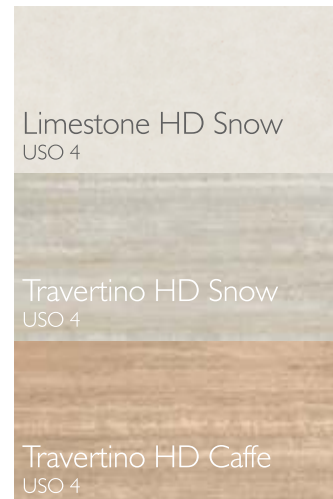 Limestone HD Snow
USO 4
Travertino HD Snow
USO 4
Travertino HD Caffe
USO 4